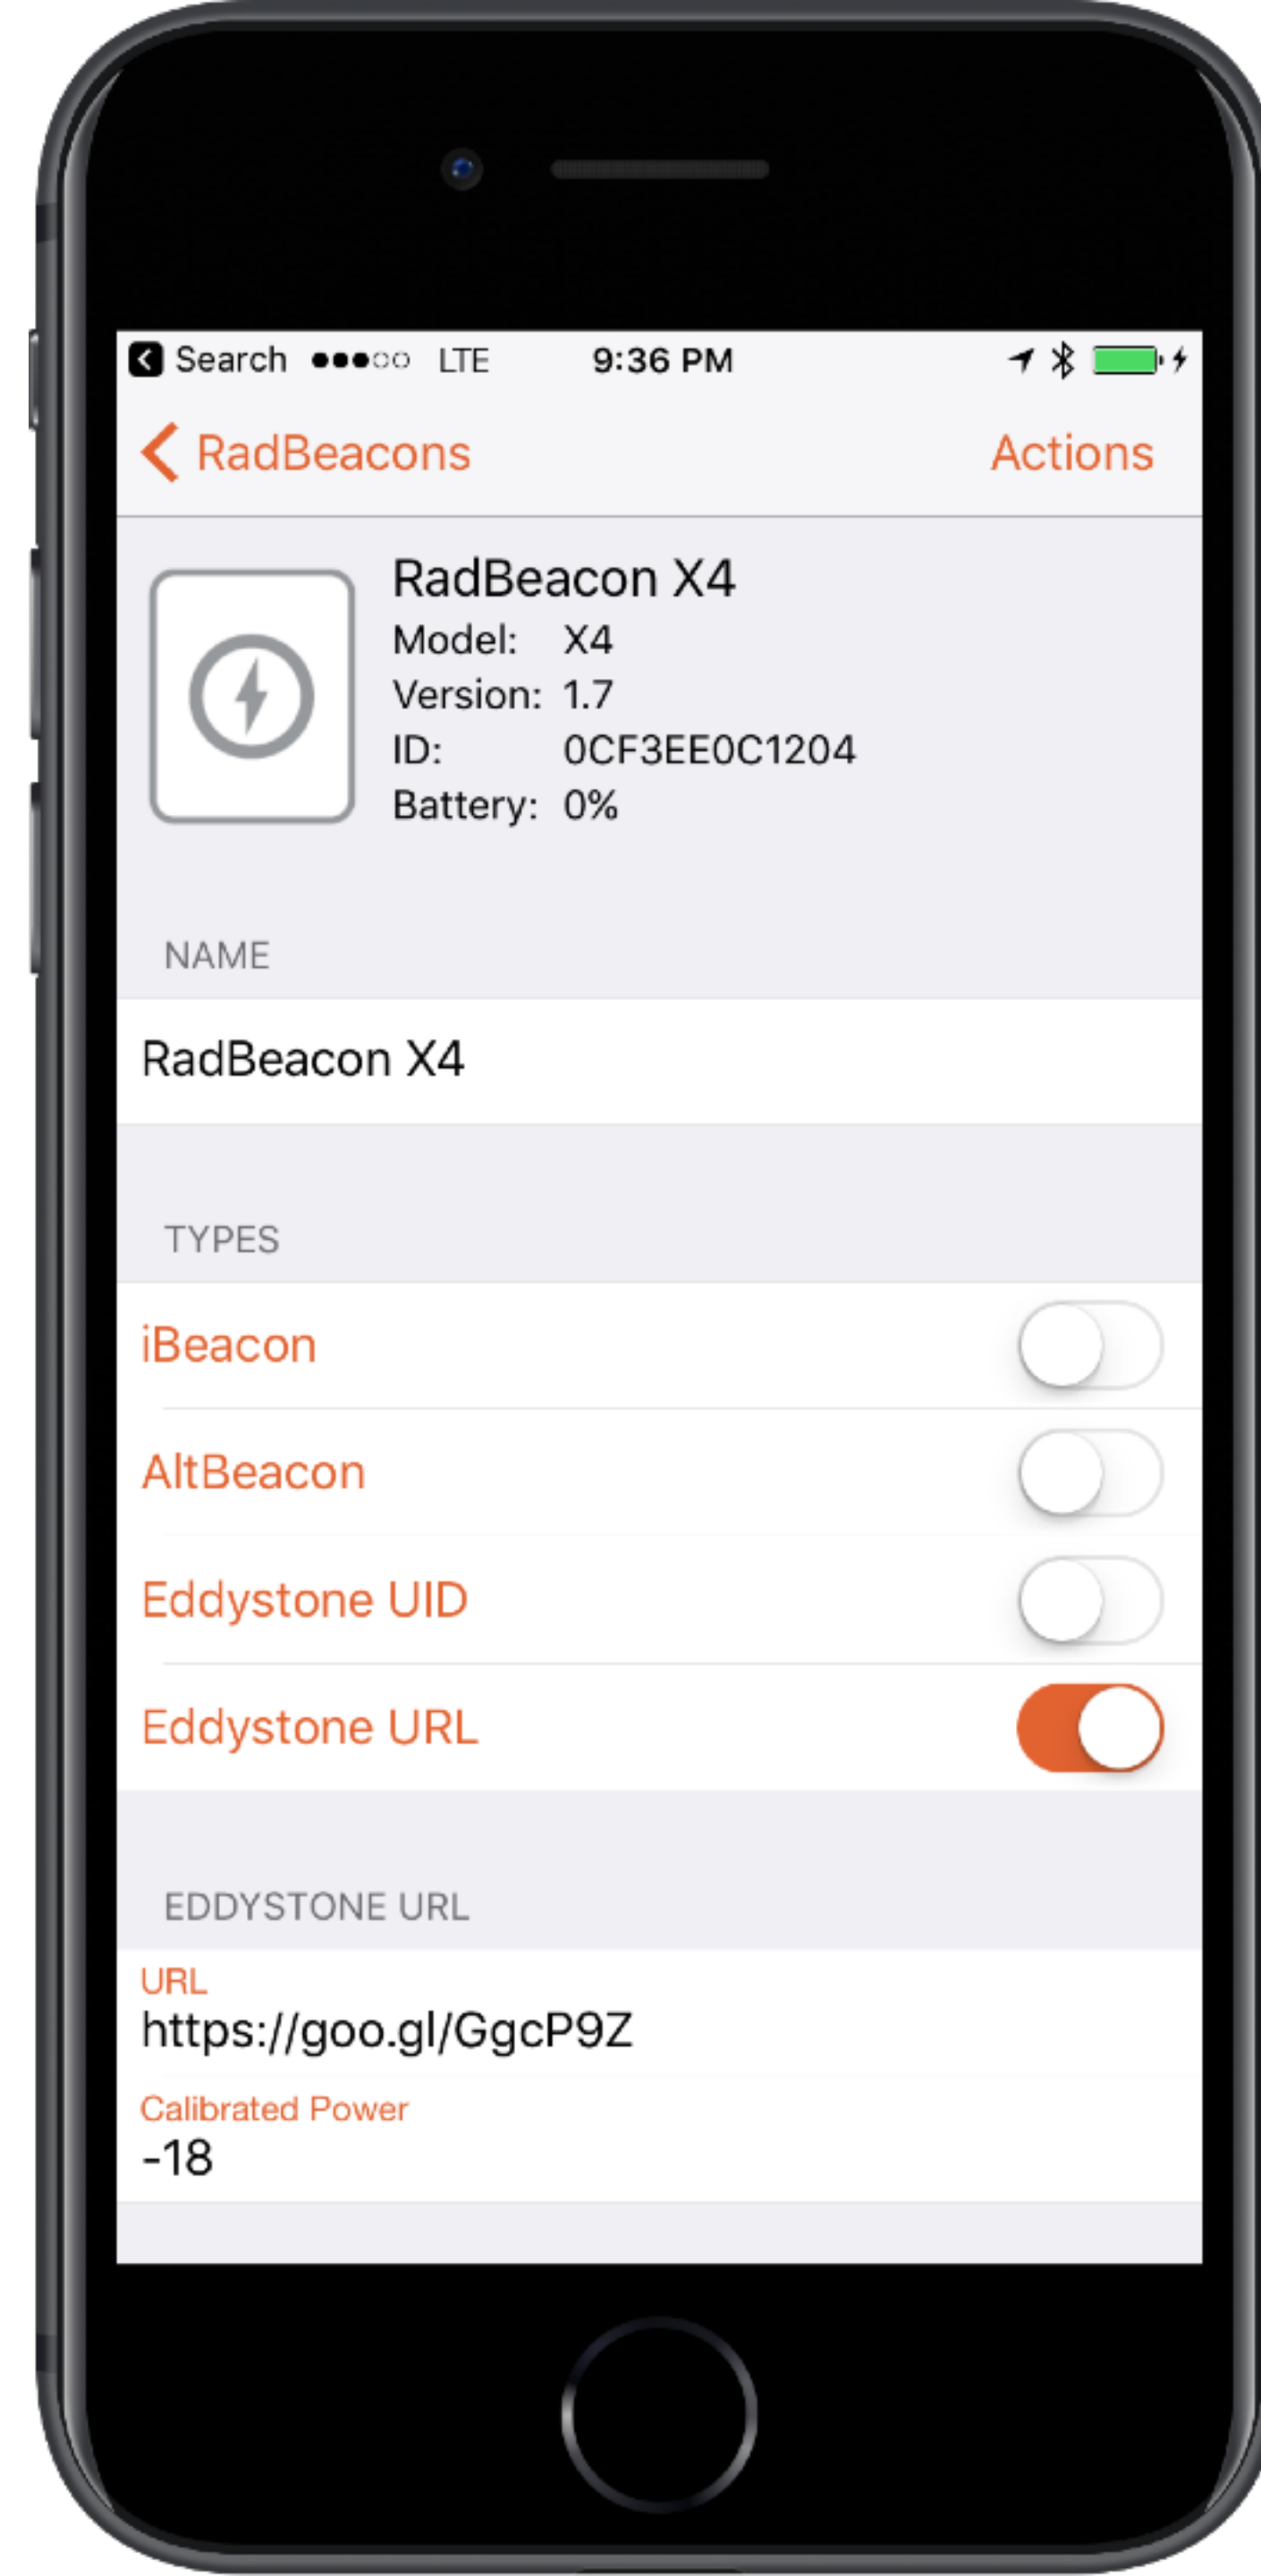 Search LTE 9:36 PM
RadBeacons Actions
RadBeacon X4
Model: X4
Version: 1.7
ID: 0CF3EE0C1204
Battery: 0%
NAME
RadBeacon X4
TYPES
iBeacon
AltBeacon
Eddystone UID
Eddystone URL
EDDYSTONE URL
URL
https://goo.gl/GgcP9Z
Calibrated Power
-18